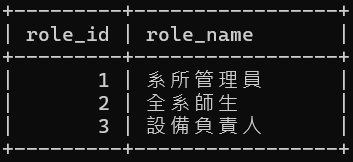 +---------+-----------------+
| role_id | role_name       |
+---------+-----------------+
|       1 | 系所管理員      |
|       2 | 全系師生        |
|       3 | 設備負責人      |
+---------+-----------------+